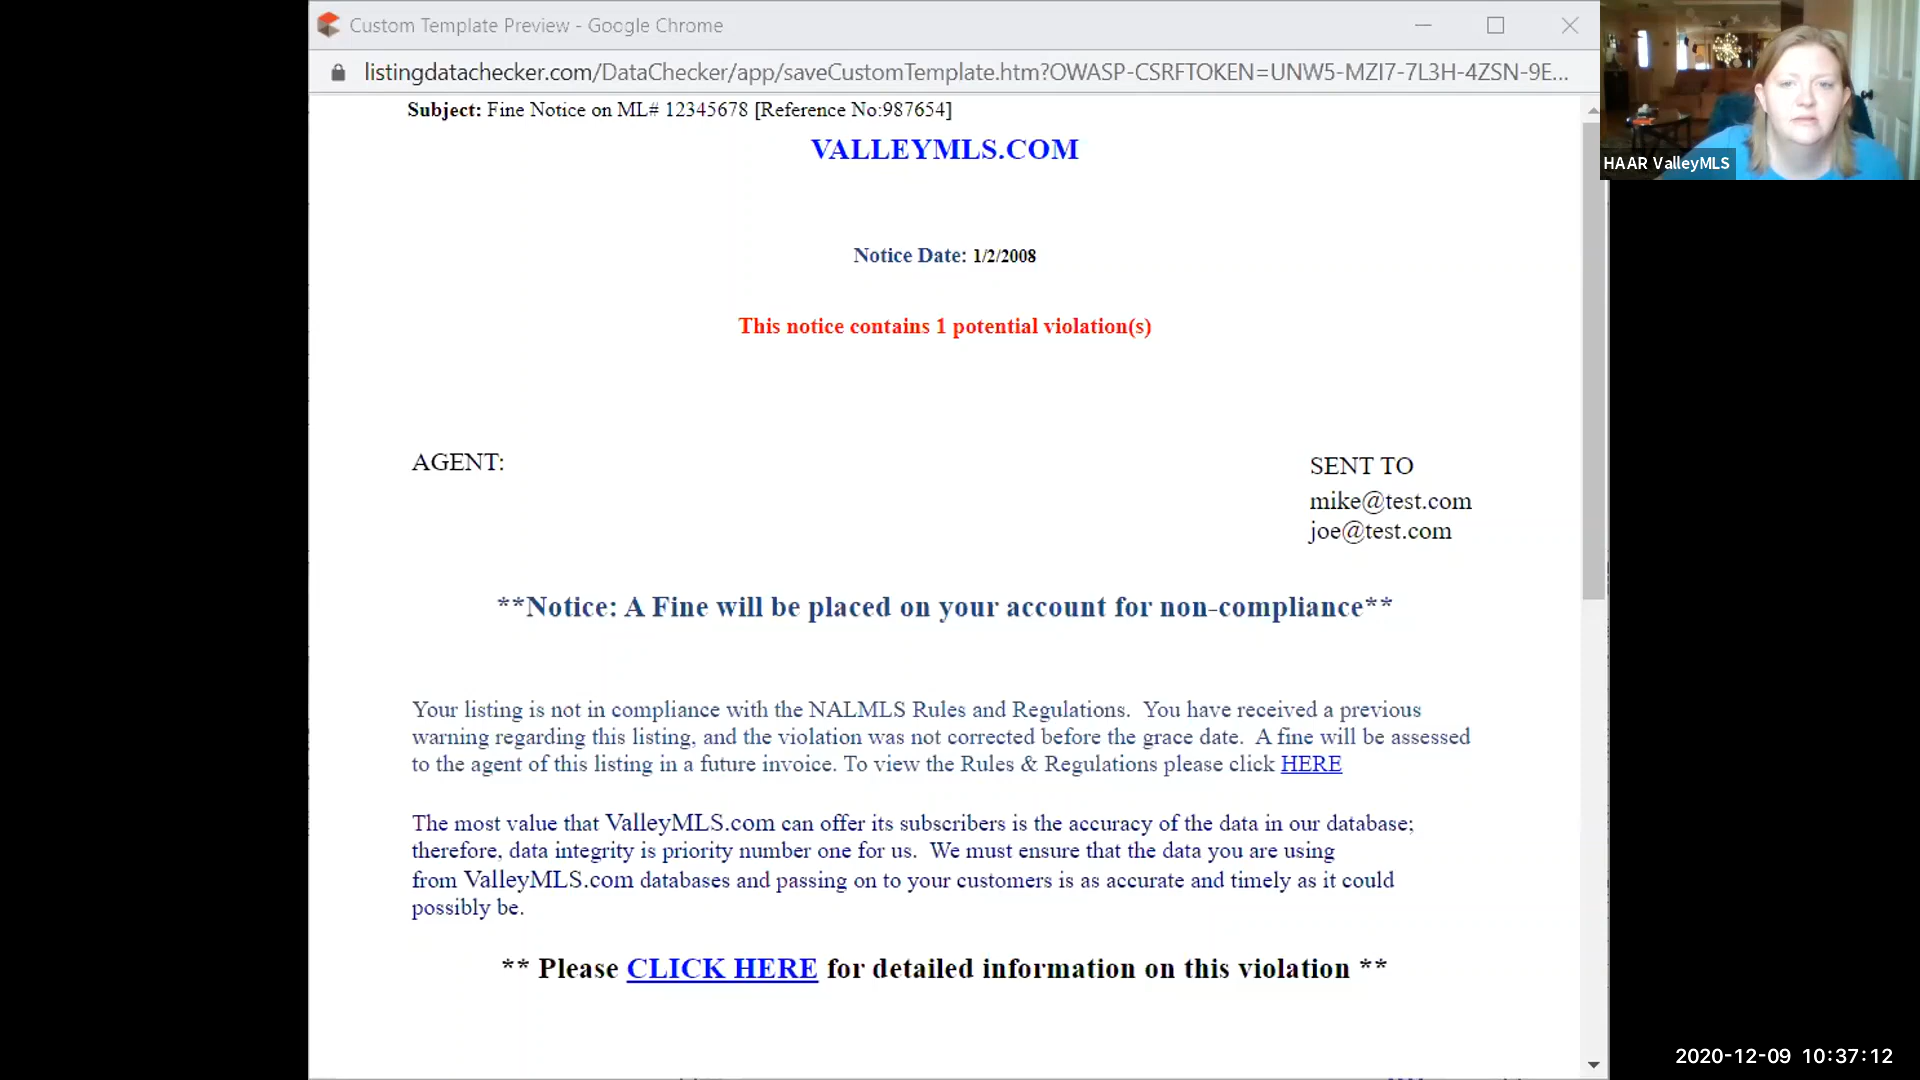 Custom Template Preview - Google Chrome
listingdatachecker.com/DataChecker/app/saveCustomTemplate.htm?OWASP-CSRFTOKEN=UNW5-MZI7-7L3H-4ZSN-9E...
HAAR ValleyMLS
Subject: Fine Notice on ML# 12345678 [Reference No:987654]
VALLEYMLS.COM
Notice Date: 1/2/2008
This notice contains 1 potential violation(s)
AGENT:
SENT TO
mike@test.com
joe@test.com
**Notice: A Fine will be placed on your account for non-compliance**
Your listing is not in compliance with the NALMLS Rules and Regulations.  You have received a previous
warning regarding this listing, and the violation was not corrected before the grace date.  A fine will be assessed
to the agent of this listing in a future invoice. To view the Rules & Regulations please click HERE
The most value that ValleyMLS.com can offer its subscribers is the accuracy of the data in our database;
therefore, data integrity is priority number one for us.  We must ensure that the data you are using
from ValleyMLS.com databases and passing on to your customers is as accurate and timely as it could
possibly be.
** Please CLICK HERE for detailed information on this violation **
2020-12-09 10:37:12